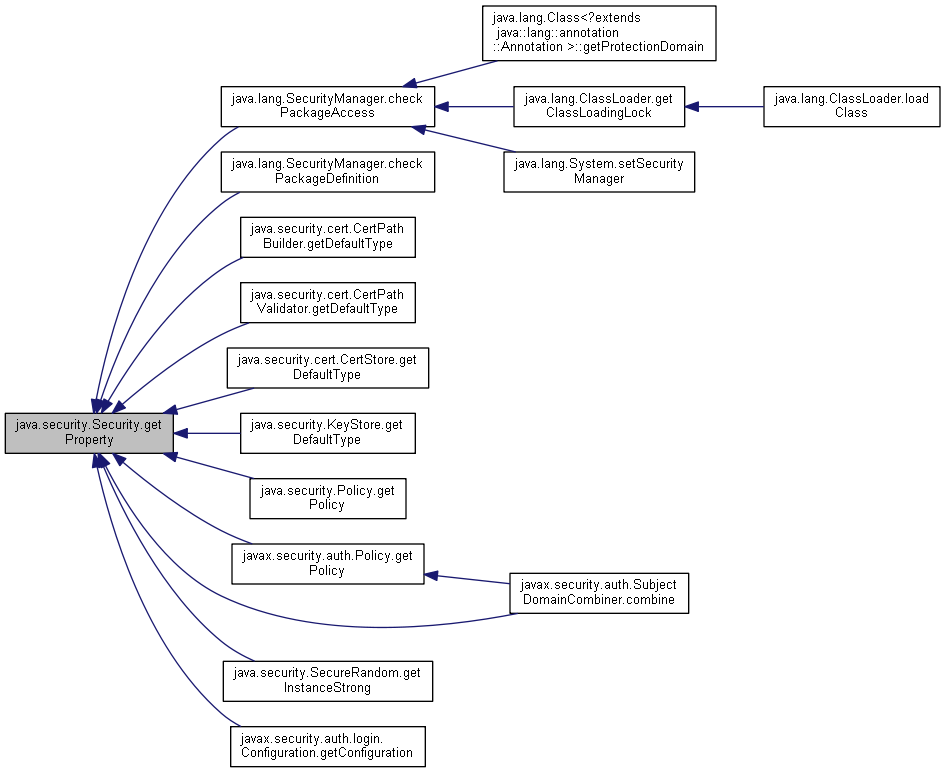 java.lang.Class<?extends
java::lang::annotation
::Annotation >::getProtectionDomain
java.lang.SecurityManager.check
PackageAccess
java.lang.ClassLoader.get
ClassLoadingLock
java.lang.ClassLoader.load
Class
java.lang.System.setSecurity
Manager
java.lang.SecurityManager.check
PackageDefinition
java.security.cert.CertPath
Builder.getDefaultType
java.security.cert.CertPath
Validator.getDefaultType
java.security.cert.CertStore.get
DefaultType
java.security.Security.get
Property
java.security.KeyStore.get
DefaultType
java.security.Policy.get
Policy
javax.security.auth.Policy.get
Policy
javax.security.auth.Subject
DomainCombiner.combine
java.security.SecureRandom.get
InstanceStrong
javax.security.auth.login.
Configuration.getConfiguration